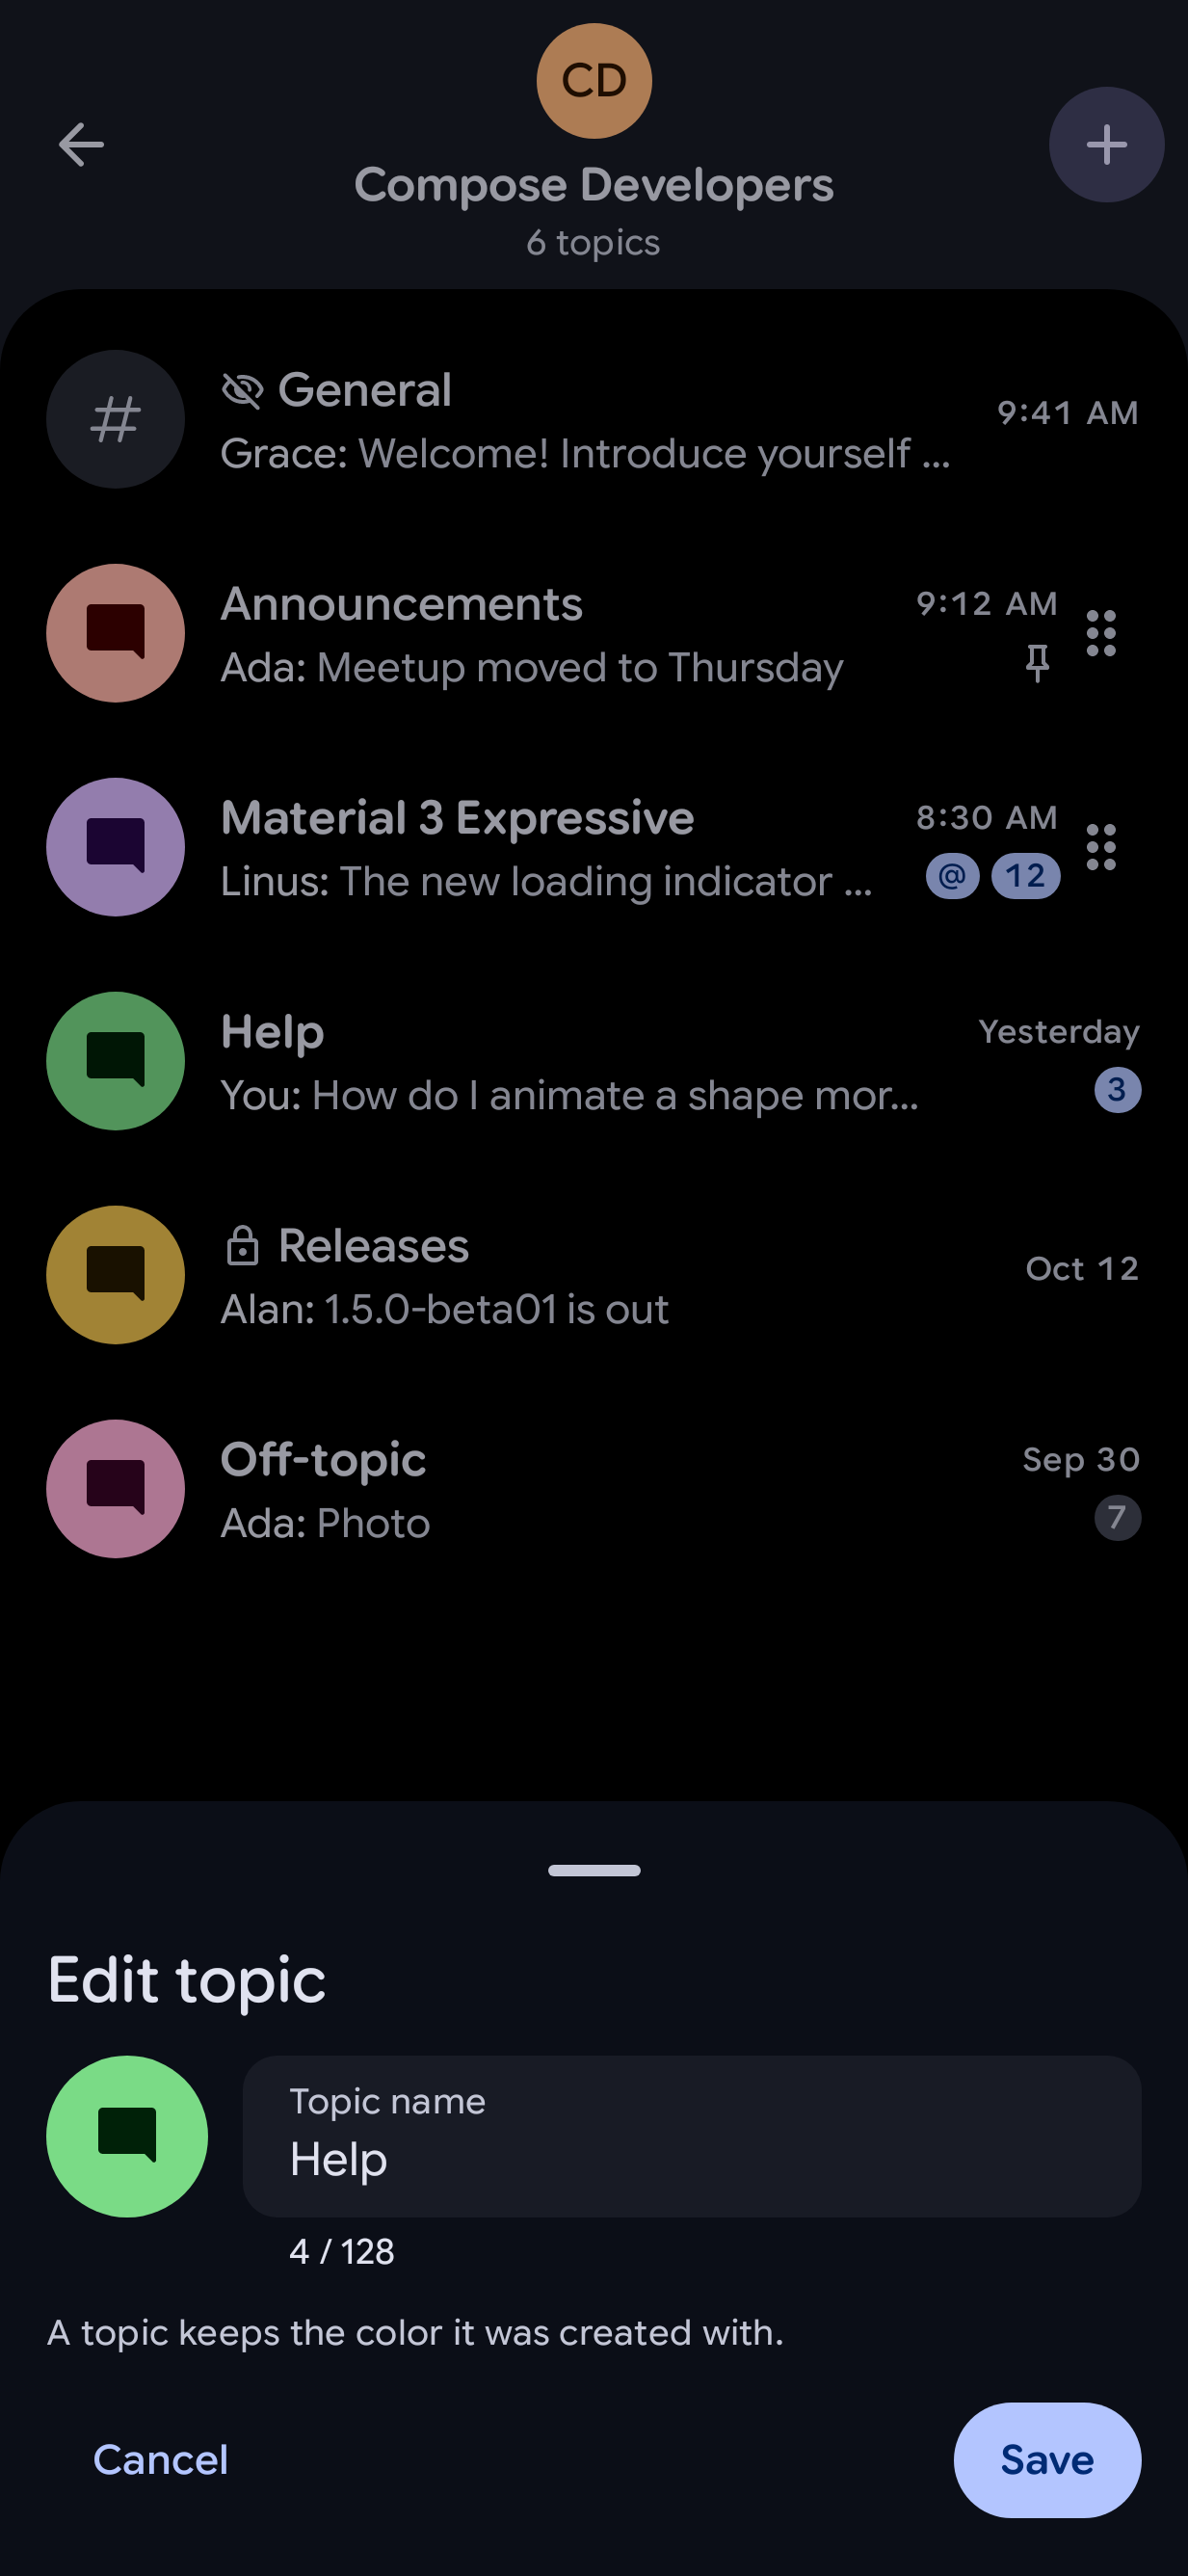 CD
Compose Developers
6 topics
General
9:41 AM
Grace: Welcome! Introduce yourself ...
Announcements
9:12 AM
Ada: Meetup moved to Thursday
Material 3 Expressive
8:30 AM
Linus: The new loading indicator ...
@ 12
Help
Yesterday
You: How do I animate a shape mor...
3
Releases
Oct 12
Alan: 1.5.0-beta01 is out
Off-topic
Sep 30
Ada: Photo
7
Edit topic
Topic name
Help
4 / 128
A topic keeps the color it was created with.
Cancel
Save